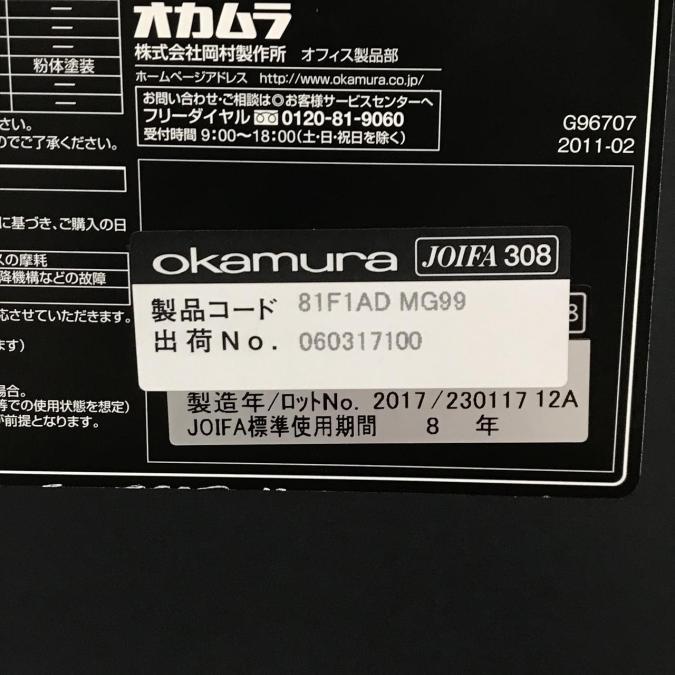 オカムラ
株式会社岡村製作所 オフィス製品部
ホームページアドレス http://www.okamura.co.jp/
お問い合わせ・ご相談は◎お客様サービスセンターへ
フリーダイヤル 0120-81-9060
受付時間 9:00〜18:00(土・日・祝日を除く)
粉体塗装
G96707
2011-02
さい。
のでご了承ください。
に基づき、ご購入の日
スの摩耗
降機構などの故障
応させていただきます。
ます)
場合。
等での使用状態を想定)
が前提となります。
okamura JOIFA 308
製品コード 81F1AD MG99
出荷No. 060317100
8
製造年/ロットNo. 2017/230117 12A
JOIFA標準使用期間 8 年